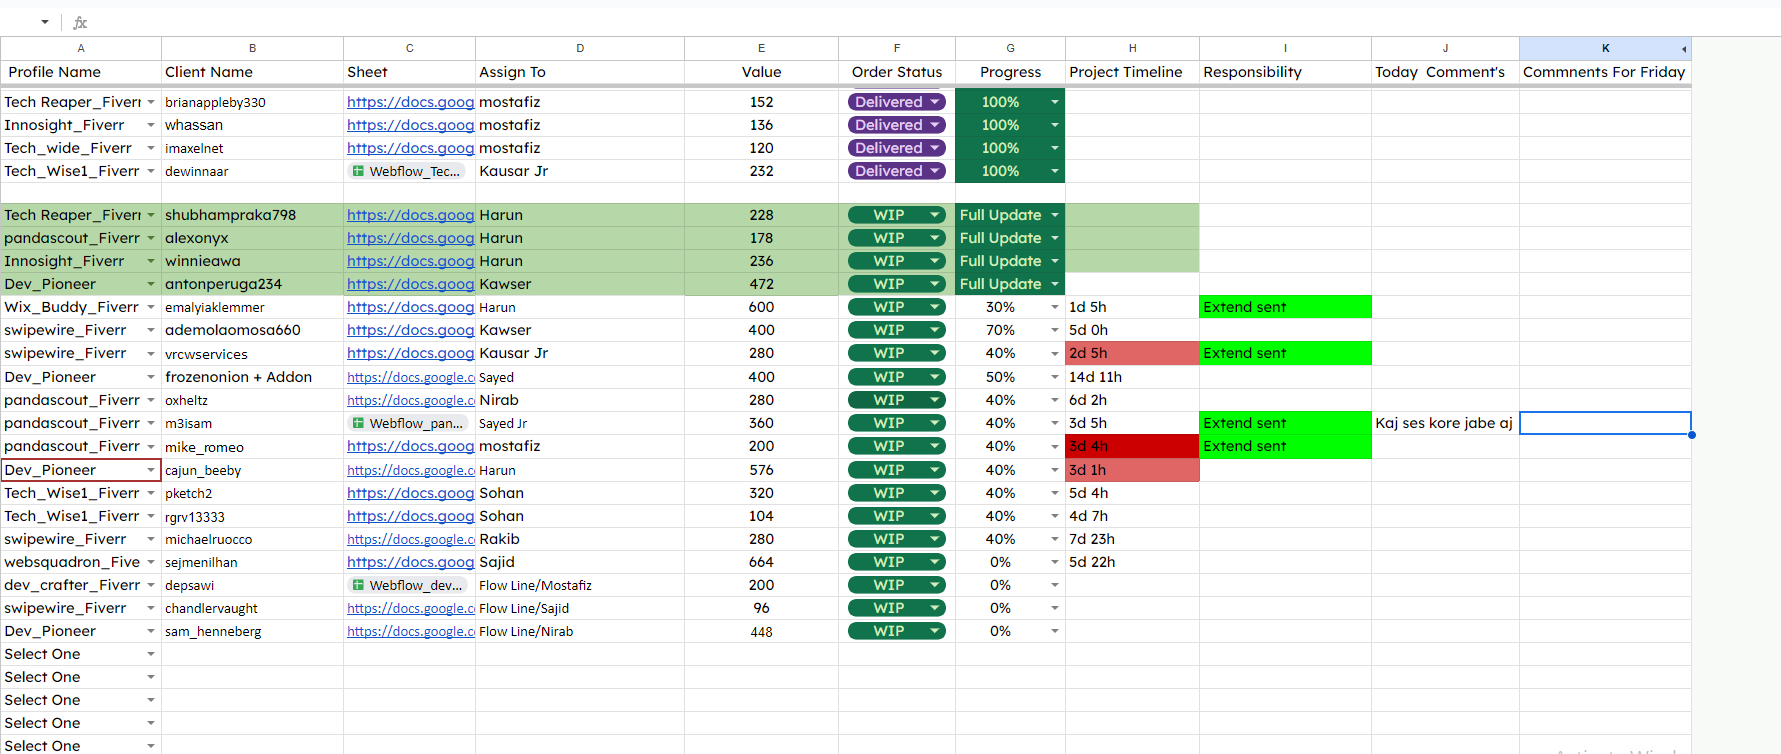 fx
A B C D E F G H I J K
Profile Name Client Name Sheet Assign To Value Order Status Progress Project Timeline Responsibility Today Comment's Commnents For Friday
Tech Reaper_Fiverr brianappleby330 https://docs.goog mostafiz 152 Delivered 100%
Innosight_Fiverr whassan https://docs.goog mostafiz 136 Delivered 100%
Tech_wide_Fiverr imaxelnet https://docs.goog mostafiz 120 Delivered 100%
Tech_Wise1_Fiverr dewinnaar Webflow_Tec... Kausar Jr 232 Delivered 100%
Tech Reaper_Fiverr shubhampraka798 https://docs.goog Harun 228 WIP Full Update
pandascout_Fiverr alexonyx https://docs.goog Harun 178 WIP Full Update
Innosight_Fiverr winnieawa https://docs.goog Harun 236 WIP Full Update
Dev_Pioneer antonperuga234 https://docs.goog Kawser 472 WIP Full Update
Wix_Buddy_Fiverr emalyiaklemmer https://docs.goog Harun 600 WIP 30% 1d 5h Extend sent
swipewire_Fiverr ademolaomosa660 https://docs.goog Kawser 400 WIP 70% 5d 0h
swipewire_Fiverr vrcwservices https://docs.goog Kausar Jr 280 WIP 40% 2d 5h Extend sent
Dev_Pioneer frozenonion + Addon https://docs.google.c Sayed 400 WIP 50% 14d 11h
pandascout_Fiverr oxheltz https://docs.google.c Nirab 280 WIP 40% 6d 2h
pandascout_Fiverr m3isam Webflow_pan... Sayed Jr 360 WIP 40% 3d 5h Extend sent Kaj ses kore jabe aj
pandascout_Fiverr mike_romeo https://docs.goog mostafiz 200 WIP 40% 3d 4h Extend sent
Dev_Pioneer cajun_beeby https://docs.google.c Harun 576 WIP 40% 3d 1h
Tech_Wise1_Fiverr pketch2 https://docs.goog Sohan 320 WIP 40% 5d 4h
Tech_Wise1_Fiverr rgrv13333 https://docs.goog Sohan 104 WIP 40% 4d 7h
swipewire_Fiverr michaelruocco https://docs.google.c Rakib 280 WIP 40% 7d 23h
websquadron_Five sejmenilhan https://docs.goog Sajid 664 WIP 0% 5d 22h
dev_crafter_Fiverr depsawi Webflow_dev... Flow Line/Mostafiz 200 WIP 0%
swipewire_Fiverr chandlervaught https://docs.google.c Flow Line/Sajid 96 WIP 0%
Dev_Pioneer sam_henneberg https://docs.google.c Flow Line/Nirab 448 WIP 0%
Select One
Select One
Select One
Select One
Select One